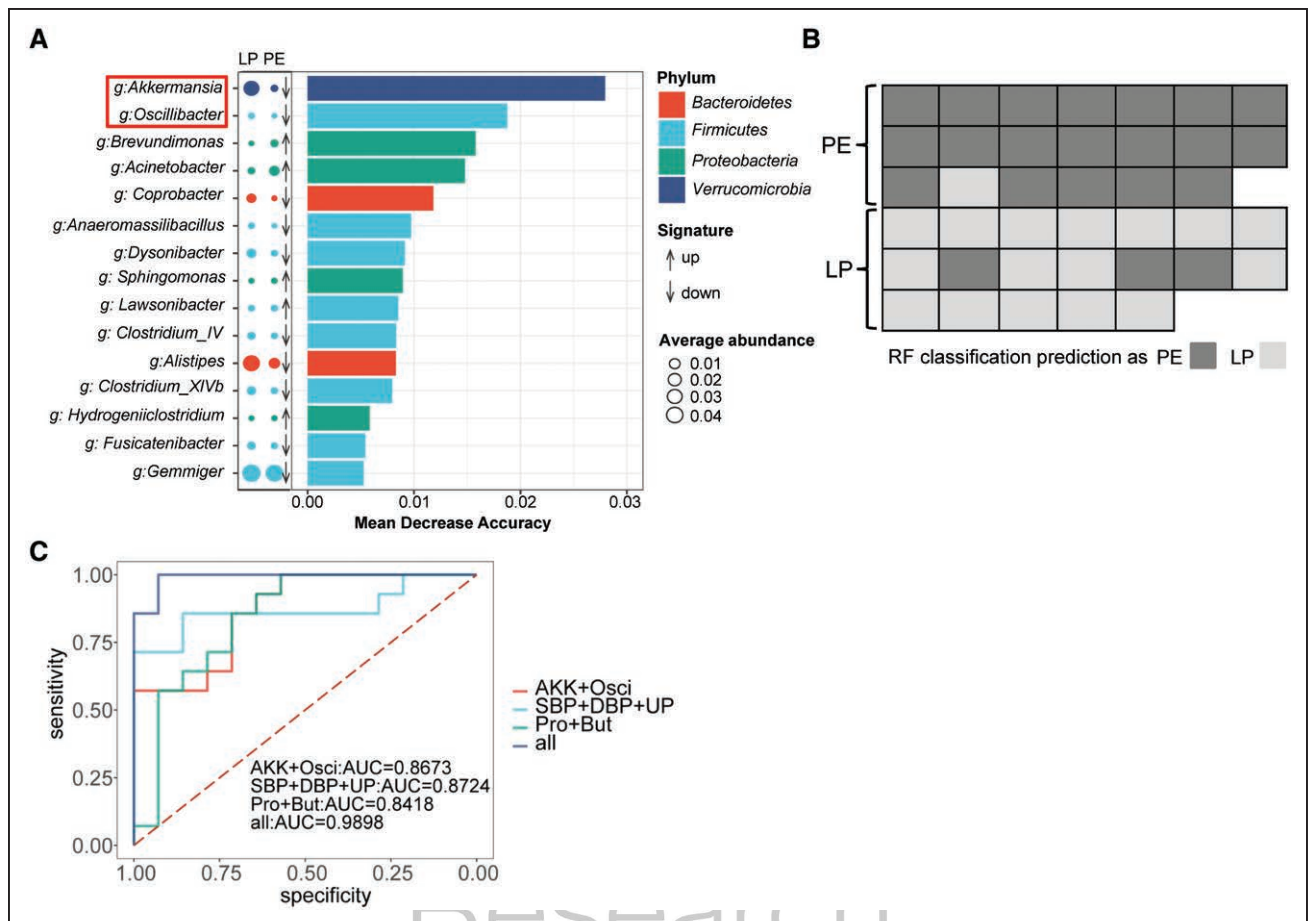 A
LP PE
g:Akkermansia
g:Oscillibacter
g:Brevundimonas
g:Acinetobacter
g: Coprobacter
g:Anaeromassilibacillus
g:Dysonibacter
g: Sphingomonas
g: Lawsonibacter
g: Clostridium_IV
g:Alistipes
g: Clostridium_XIVb
g: Hydrogeniiclostridium
g: Fusicatenibacter
g:Gemmiger
0.00 0.01 0.02 0.03
Mean Decrease Accuracy
Phylum
Bacteroidetes
Firmicutes
Proteobacteria
Verrucomicrobia
Signature
up
down
Average abundance
0.01
0.02
0.03
0.04
B
PE
LP
RF classification prediction as PE LP
C
1.00
0.75
0.50
0.25
0.00
sensitivity
1.00 0.75 0.50 0.25 0.00
specificity
AKK+Osci:AUC=0.8673
SBP+DBP+UP:AUC=0.8724
Pro+But:AUC=0.8418
all:AUC=0.9898
AKK+Osci
SBP+DBP+UP
Pro+But
all